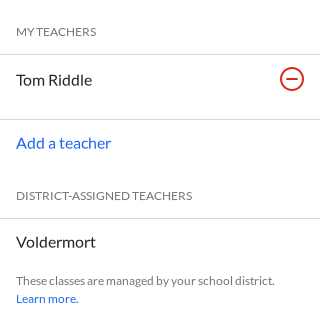 MY TEACHERS
Tom Riddle
Add a teacher
DISTRICT-ASSIGNED TEACHERS
Voldermort
These classes are managed by your school district.
Learn more.